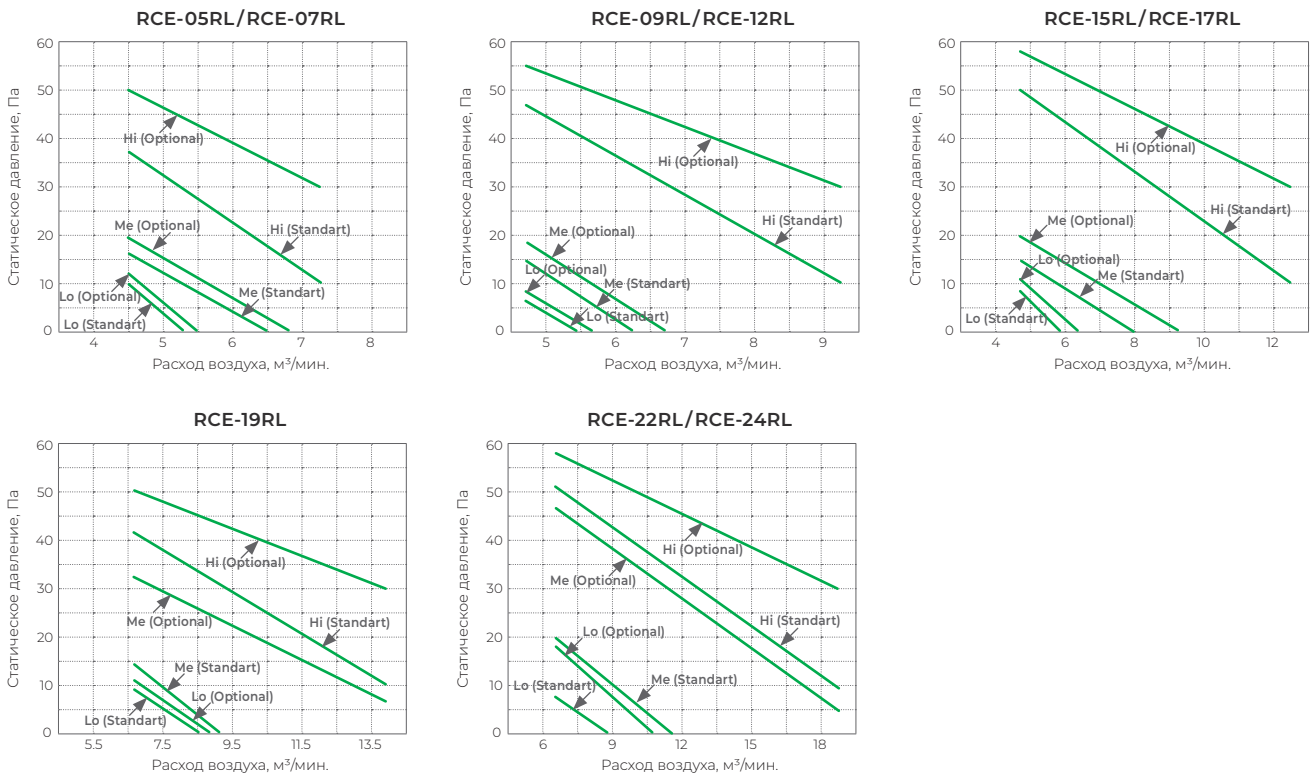 RCE-05RL/RCE-07RL
Статическое давление, Па
60
50
40
30
20
10
0
Hi (Optional)
Me (Optional)
Hi (Standart)
Lo (Optional)
Me (Standart)
Lo (Standart)
4
5
6
7
8
Расход воздуха, м³/мин.
RCE-09RL/RCE-12RL
Статическое давление, Па
60
50
40
30
20
10
0
Hi (Optional)
Hi (Standart)
Me (Optional)
Lo (Optional)
Me (Standart)
Lo (Standart)
5
6
7
8
9
Расход воздуха, м³/мин.
RCE-15RL/RCE-17RL
Статическое давление, Па
60
50
40
30
20
10
0
Hi (Optional)
Hi (Standart)
Me (Optional)
Lo (Optional)
Me (Standart)
Lo (Standart)
4
6
8
10
12
Расход воздуха, м³/мин.
RCE-19RL
Статическое давление, Па
60
50
40
30
20
10
0
Hi (Optional)
Me (Optional)
Hi (Standart)
Me (Standart)
Lo (Optional)
Lo (Standart)
5.5
7.5
9.5
11.5
13.5
Расход воздуха, м³/мин.
RCE-22RL/RCE-24RL
Статическое давление, Па
60
50
40
30
20
10
0
Hi (Optional)
Me (Optional)
Hi (Standart)
Lo (Optional)
Me (Standart)
Lo (Standart)
6
9
12
15
18
Расход воздуха, м³/мин.